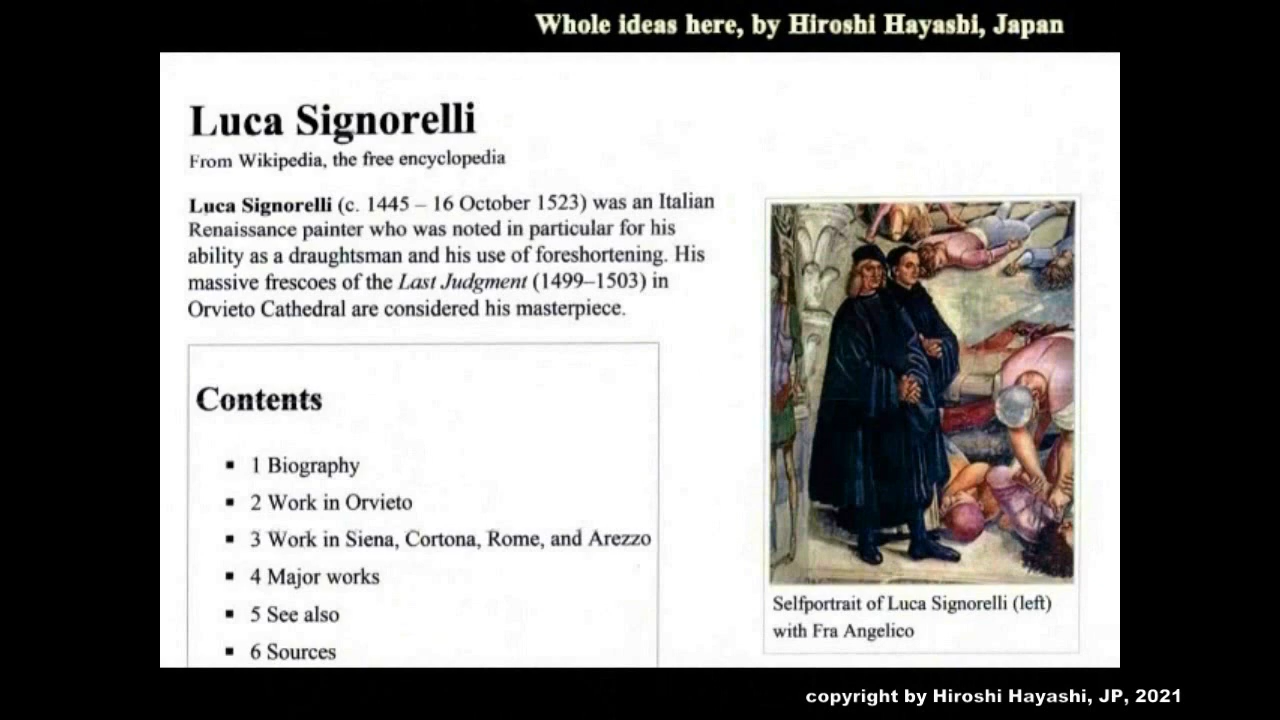 Whole ideas here, by Hiroshi Hayashi, Japan
Luca Signorelli
From Wikipedia, the free encyclopedia
Luca Signorelli (c. 1445 – 16 October 1523) was an Italian
Renaissance painter who was noted in particular for his
ability as a draughtsman and his use of foreshortening. His
massive frescoes of the Last Judgment (1499–1503) in
Orvieto Cathedral are considered his masterpiece.
Contents
▪ 1 Biography
▪ 2 Work in Orvieto
▪ 3 Work in Siena, Cortona, Rome, and Arezzo
▪ 4 Major works
▪ 5 See also
▪ 6 Sources
Selfportrait of Luca Signorelli (left)
with Fra Angelico
copyright by Hiroshi Hayashi, JP, 2021